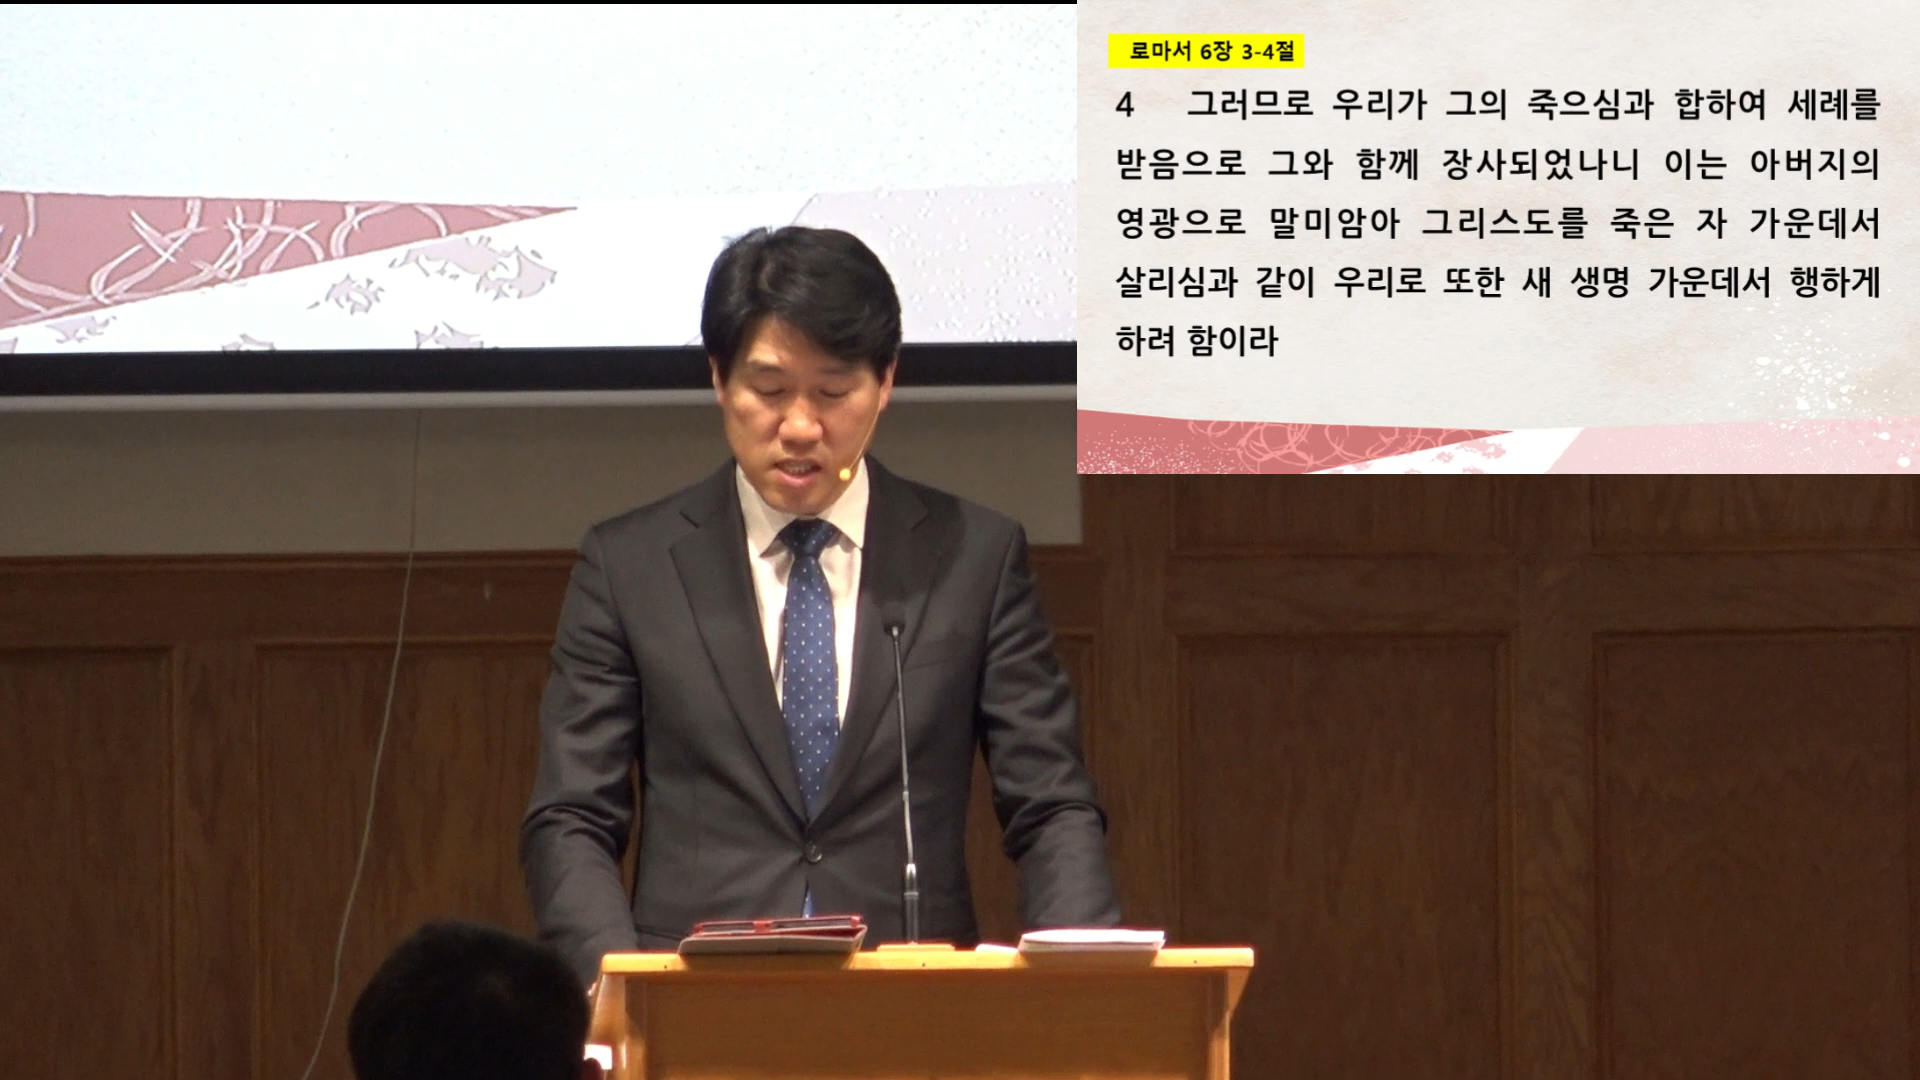 로마서 6장 3-4절
4 그러므로 우리가 그의 죽으심과 합하여 세례를
받음으로 그와 함께 장사되었나니 이는 아버지의
영광으로 말미암아 그리스도를 죽은 자 가운데서
살리심과 같이 우리로 또한 새 생명 가운데서 행하게
하려 함이라